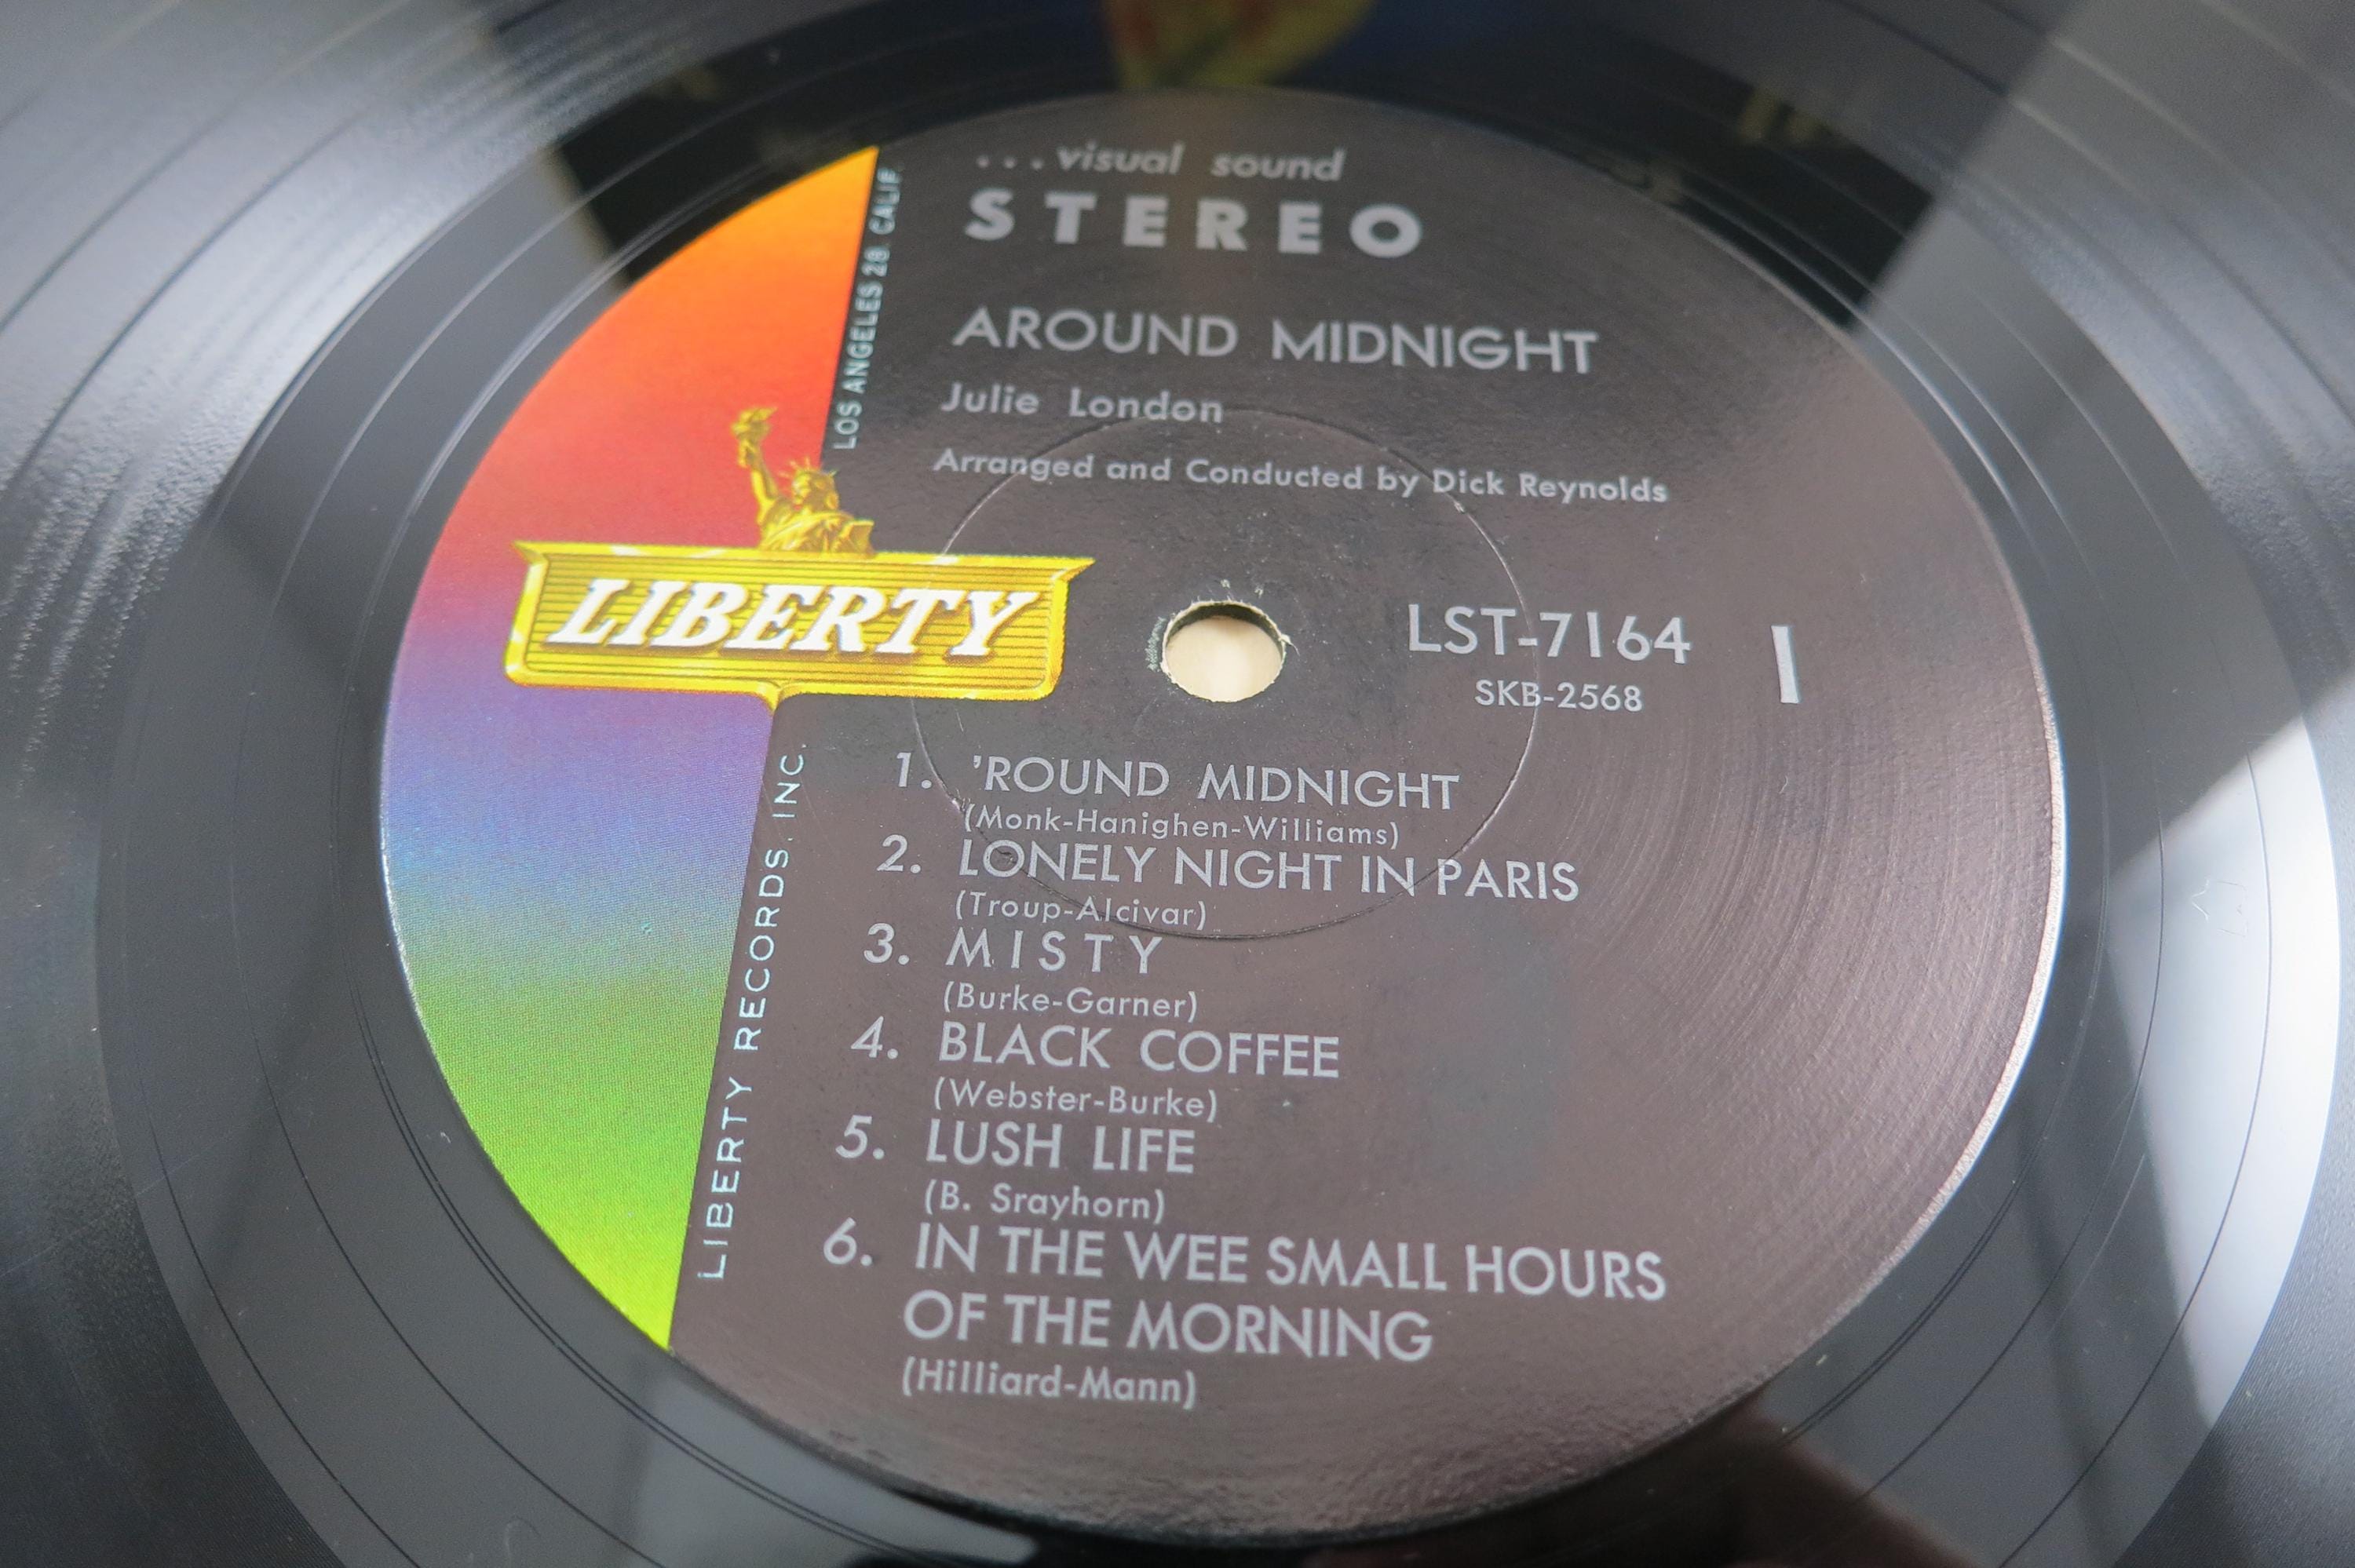 ...visual sound
STEREO
LOS ANGELES 28. CALIF.
AROUND MIDNIGHT
Julie London
Arranged and Conducted by Dick Reynolds
LIBERTY
LST-7164 1
SKB-2568
LIBERTY RECORDS, INC.
1. 'ROUND MIDNIGHT
(Monk-Hanighen-Williams)
2. LONELY NIGHT IN PARIS
(Troup-Alcivar)
3. MISTY
(Burke-Garner)
4. BLACK COFFEE
(Webster-Burke)
5. LUSH LIFE
(B. Srayhorn)
6. IN THE WEE SMALL HOURS
OF THE MORNING
(Hilliard-Mann)